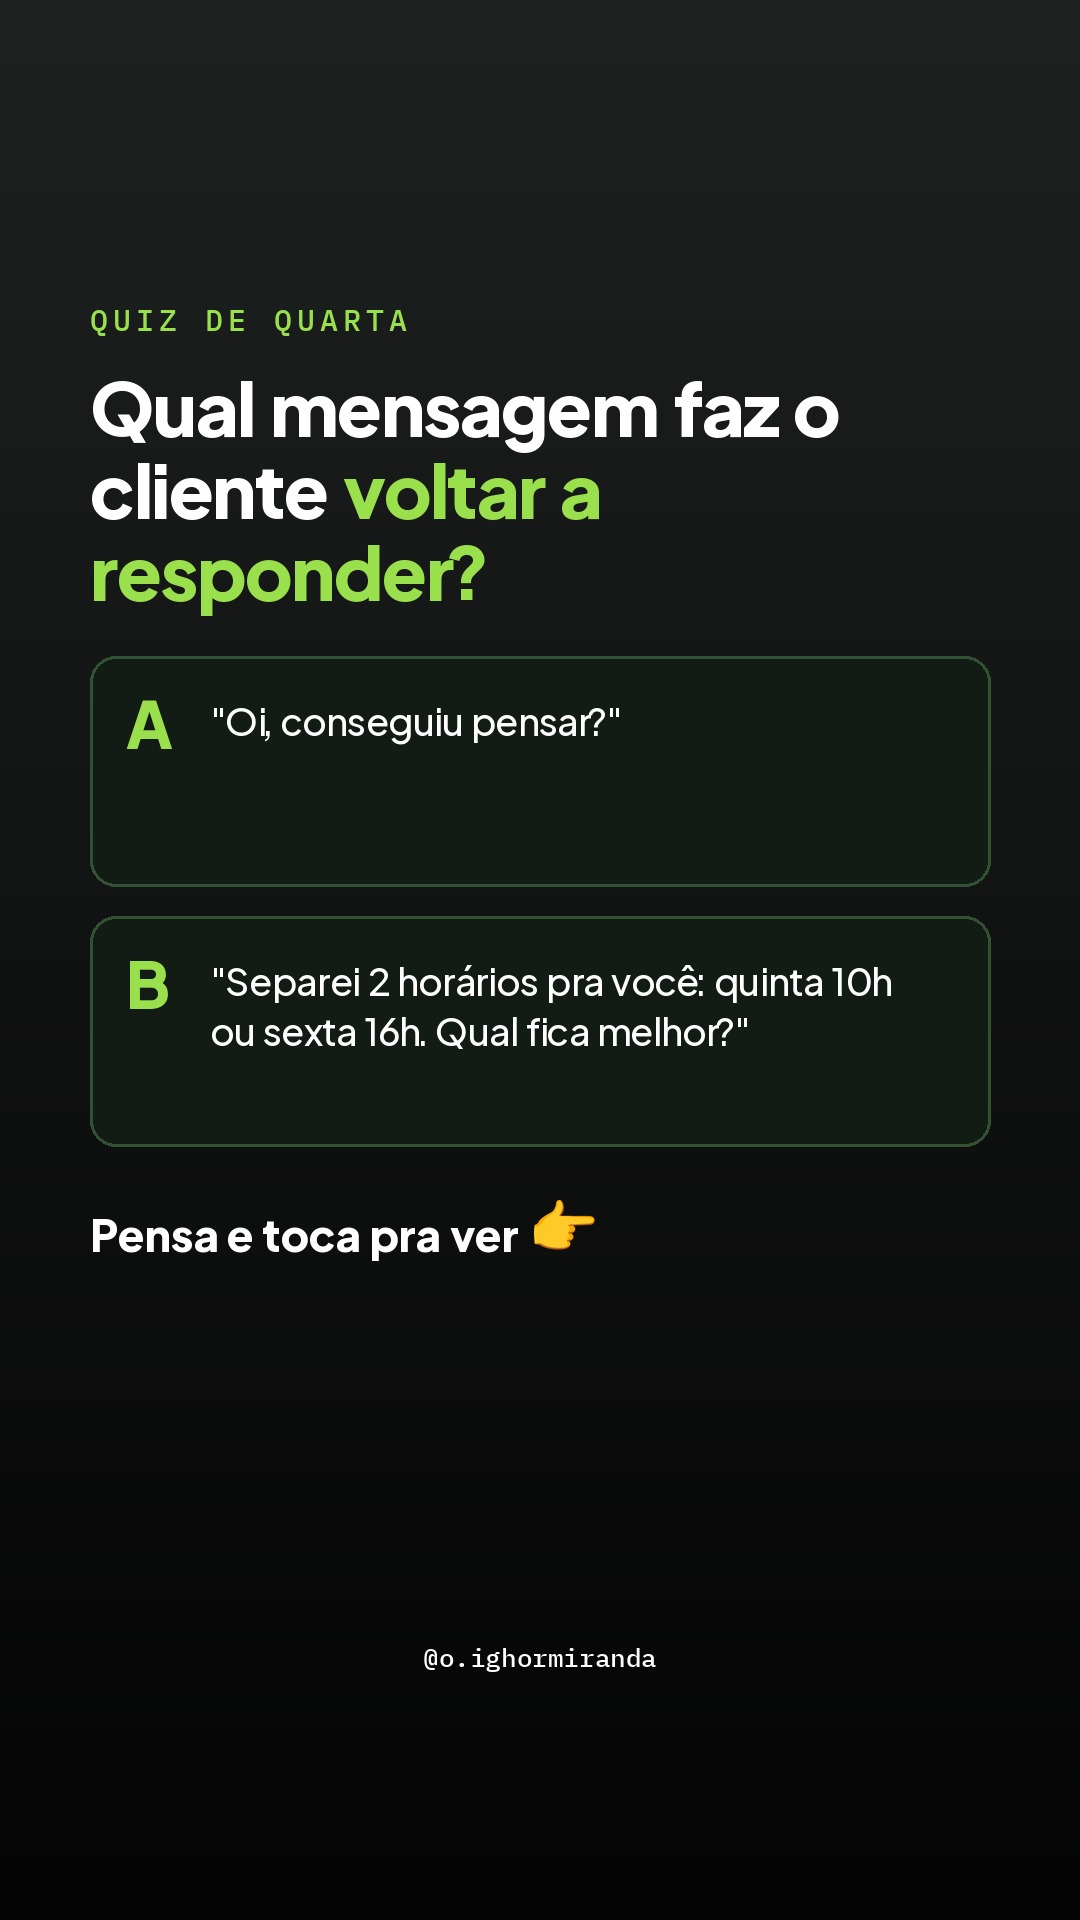 QUIZ DE QUARTA
Qual mensagem faz o
cliente voltar a
responder?
A
"Oi, conseguiu pensar?"
B
"Separei 2 horários pra você: quinta 10h
ou sexta 16h. Qual fica melhor?"
Pensa e toca pra ver 👉
@o.ighormiranda